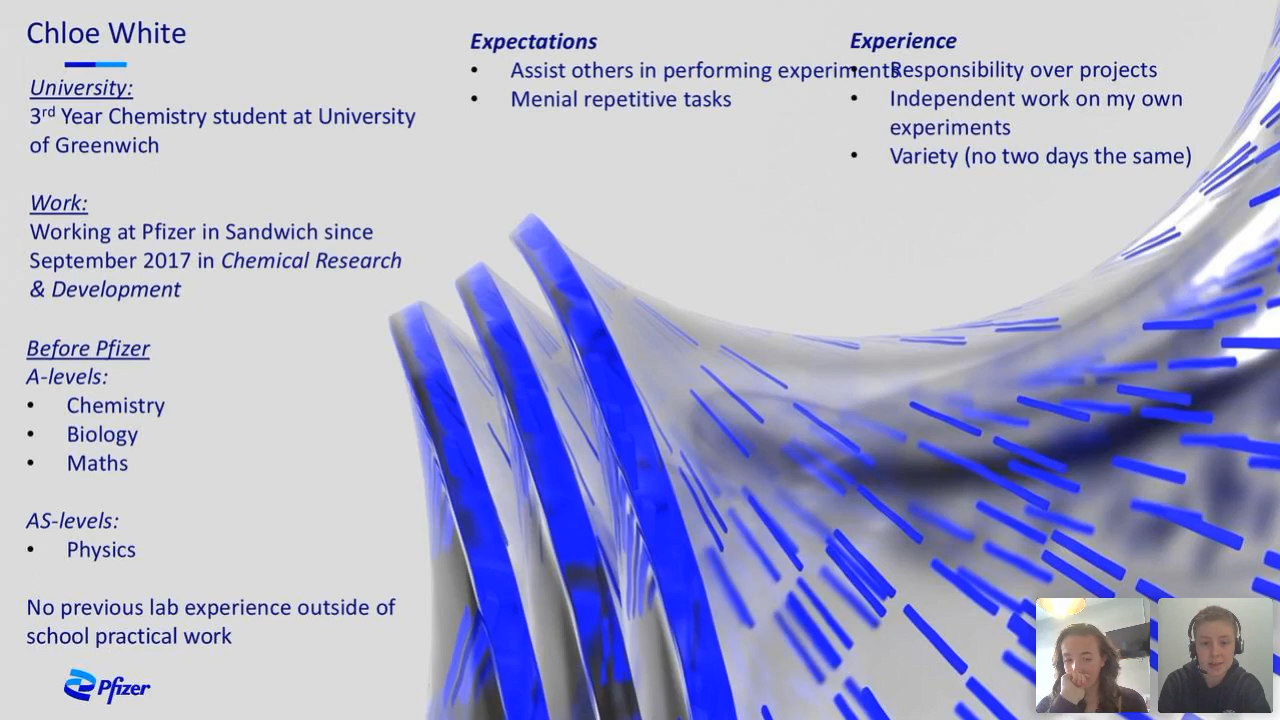 Chloe White
University:
3rd Year Chemistry student at University
of Greenwich
Work:
Working at Pfizer in Sandwich since
September 2017 in Chemical Research
& Development
Before Pfizer
A-levels:
• Chemistry
• Biology
• Maths
AS-levels:
• Physics
No previous lab experience outside of
school practical work
Pfizer
Expectations
• Assist others in performing experiments
• Menial repetitive tasks
Experience
• Responsibility over projects
• Independent work on my own
experiments
• Variety (no two days the same)